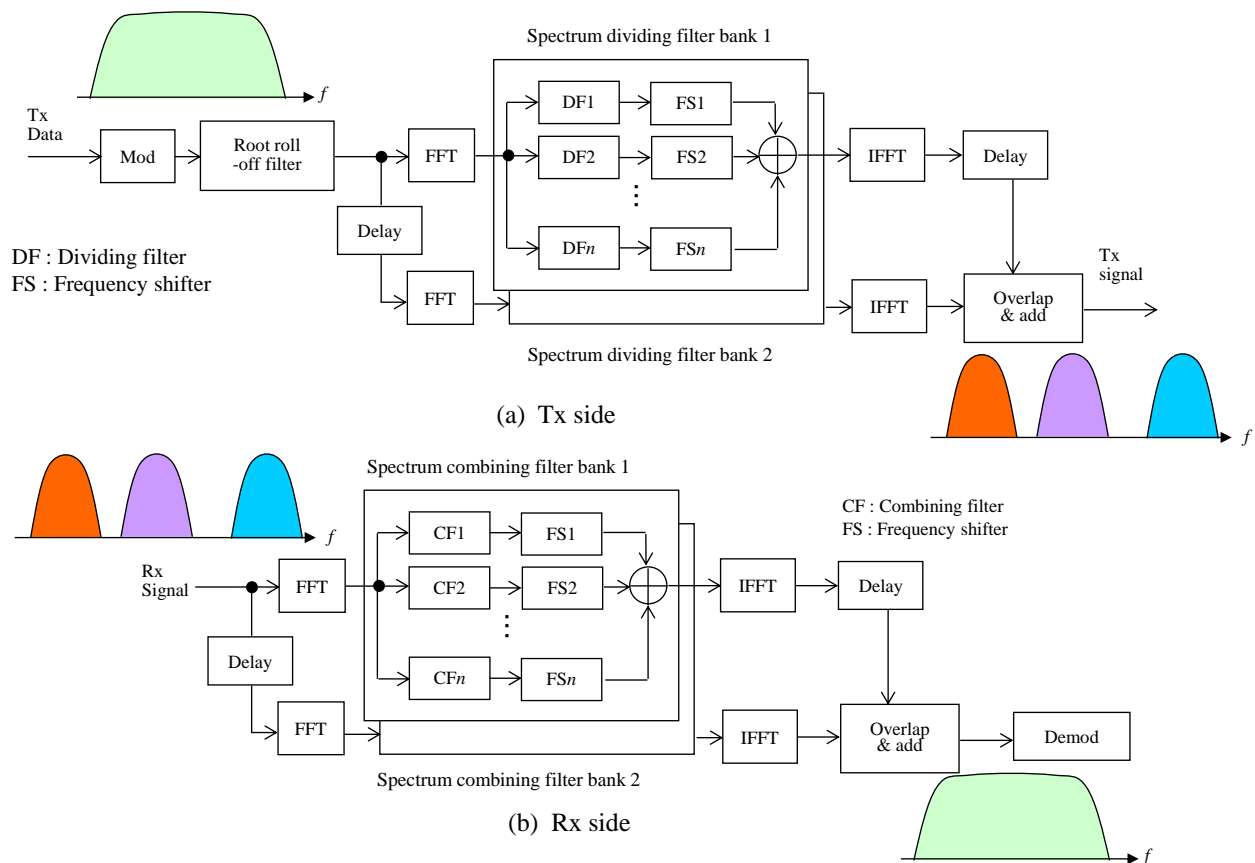 Spectrum dividing filter bank 1
f
Tx
Data
Mod
Root roll
-off filter
FFT
DF1
FS1
DF2
FS2
⋮
DFn
FSn
IFFT
Delay
Delay
DF : Dividing filter
FS : Frequency shifter
FFT
IFFT
Overlap
& add
Tx
signal
Spectrum dividing filter bank 2
(a) Tx side
f
Spectrum combining filter bank 1
f
CF : Combining filter
FS : Frequency shifter
Rx
Signal
FFT
CF1
FS1
CF2
FS2
⋮
CFn
FSn
IFFT
Delay
Delay
FFT
IFFT
Overlap
& add
Demod
Spectrum combining filter bank 2
(b) Rx side
f